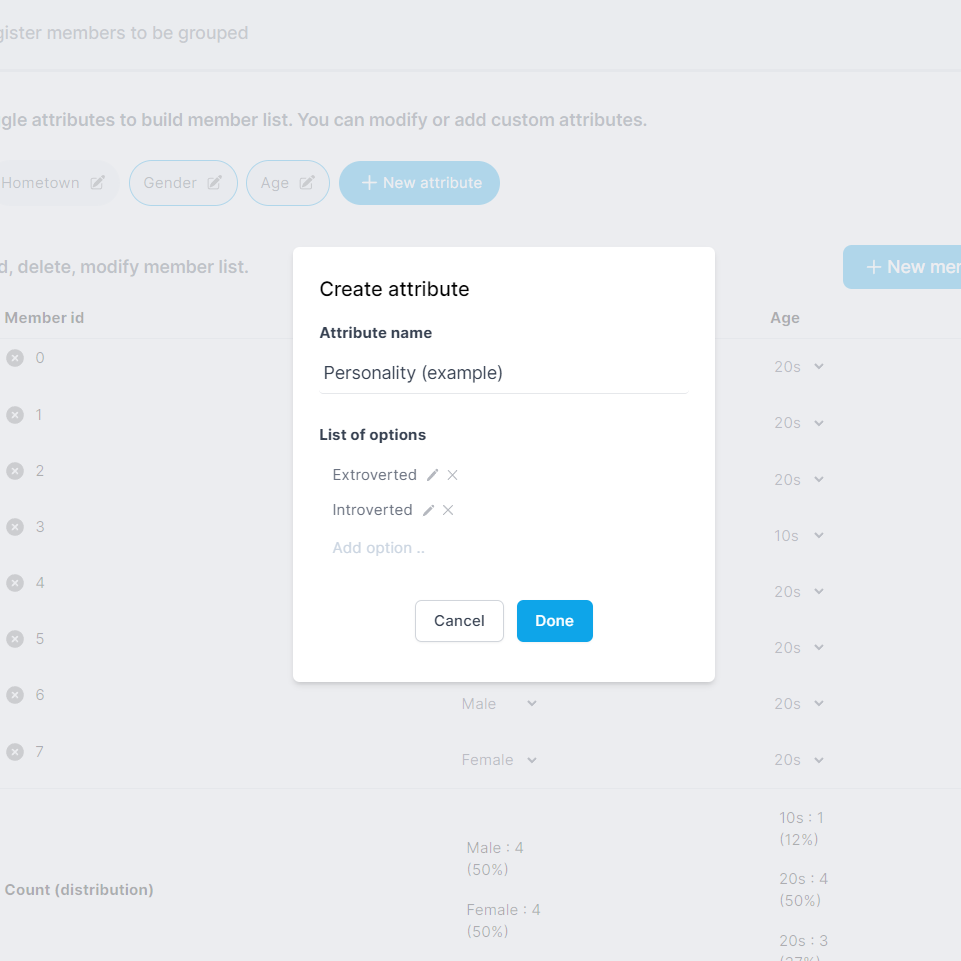 gister members to be grouped
gle attributes to build member list. You can modify or add custom attributes.
Hometown Gender Age + New attribute
d, delete, modify member list.
+ New mer
Create attribute
Attribute name
Personality (example)
List of options
Extroverted
Introverted
Add option ..
Cancel Done
Member id Age
0 20s
1 20s
2 20s
3 10s
4 20s
5 20s
6 Male 20s
7 Female 20s
Count (distribution)
Male : 4
(50%)
Female : 4
(50%)
10s : 1
(12%)
20s : 4
(50%)
20s : 3
(37%)